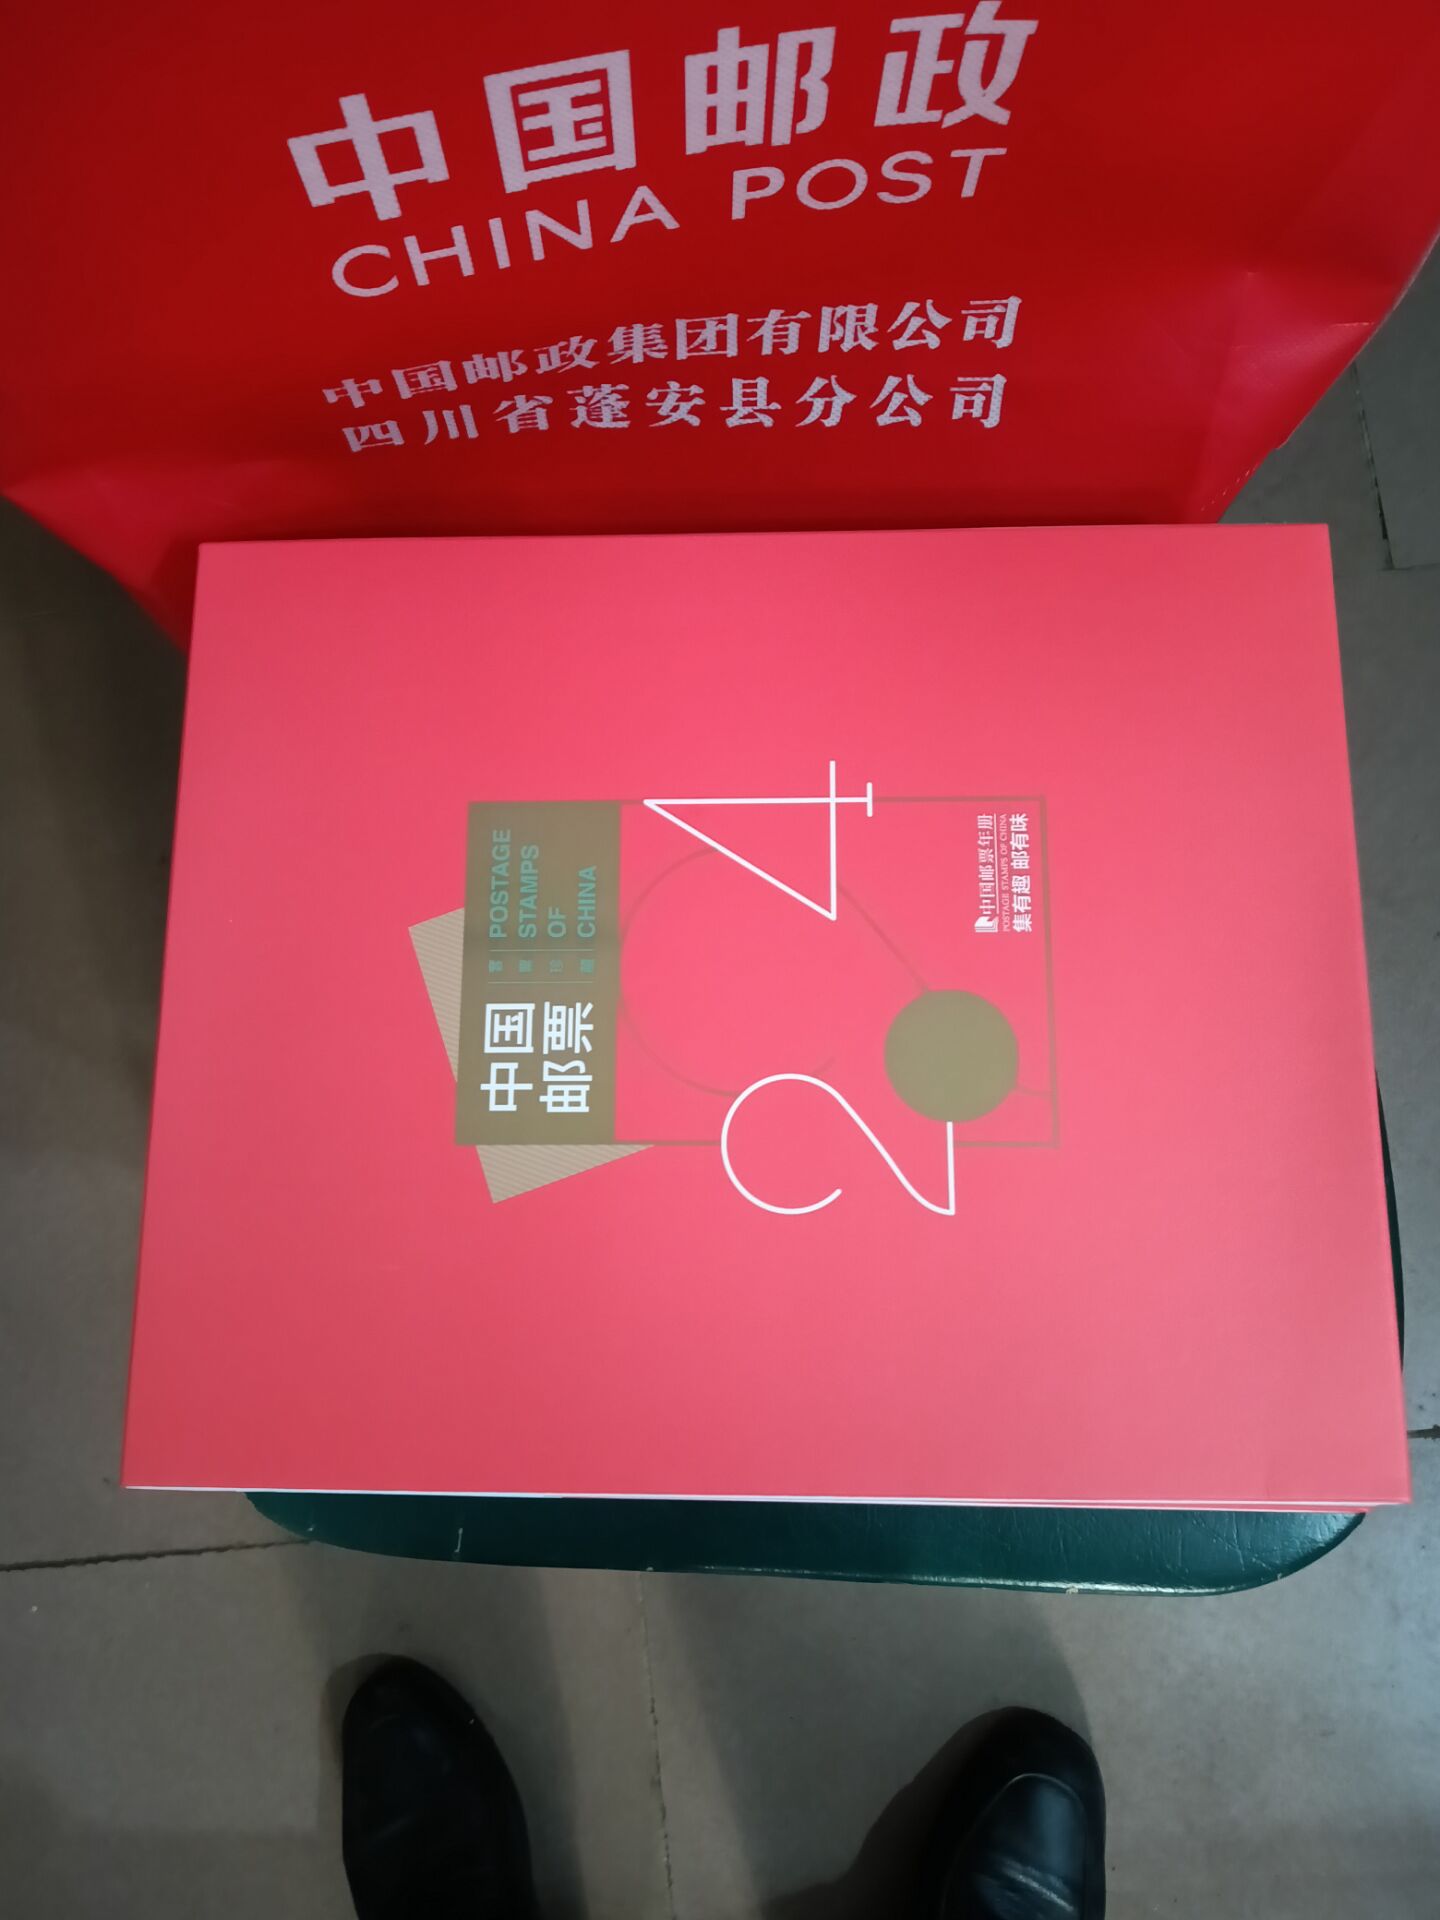 中国邮政
CHINA POST
中国邮政集团有限公司
四川省蓬安县分公司
中国
邮票
POSTAGE
STAMPS
OF
CHINA
24
中国邮票年册
POSTAGE STAMPS OF CHINA
集有趣 邮有味